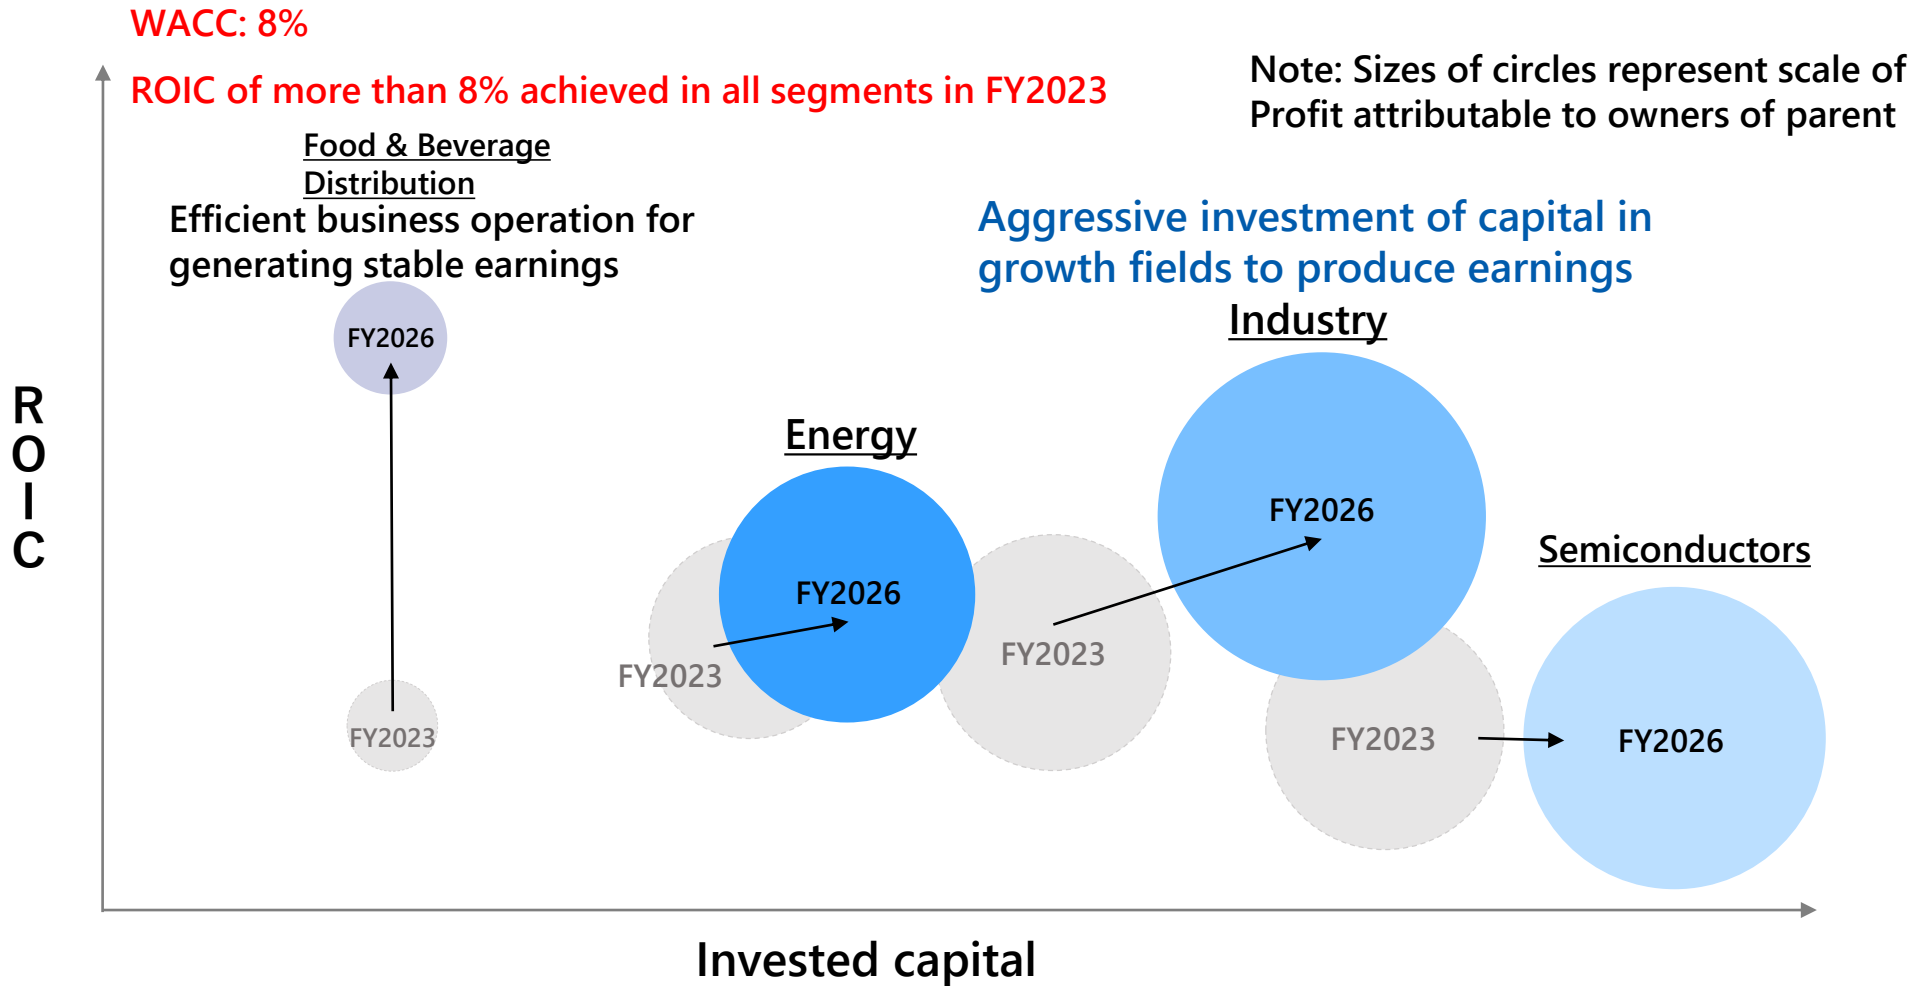 WACC: 8%
ROIC of more than 8% achieved in all segments in FY2023
Note: Sizes of circles represent scale of
Profit attributable to owners of parent
Food & Beverage
Distribution
Efficient business operation for
generating stable earnings
Aggressive investment of capital in
growth fields to produce earnings
Industry
FY2026
Energy
ROIC
FY2026
Semiconductors
FY2026
FY2023
FY2023
FY2023
FY2023
FY2026
Invested capital